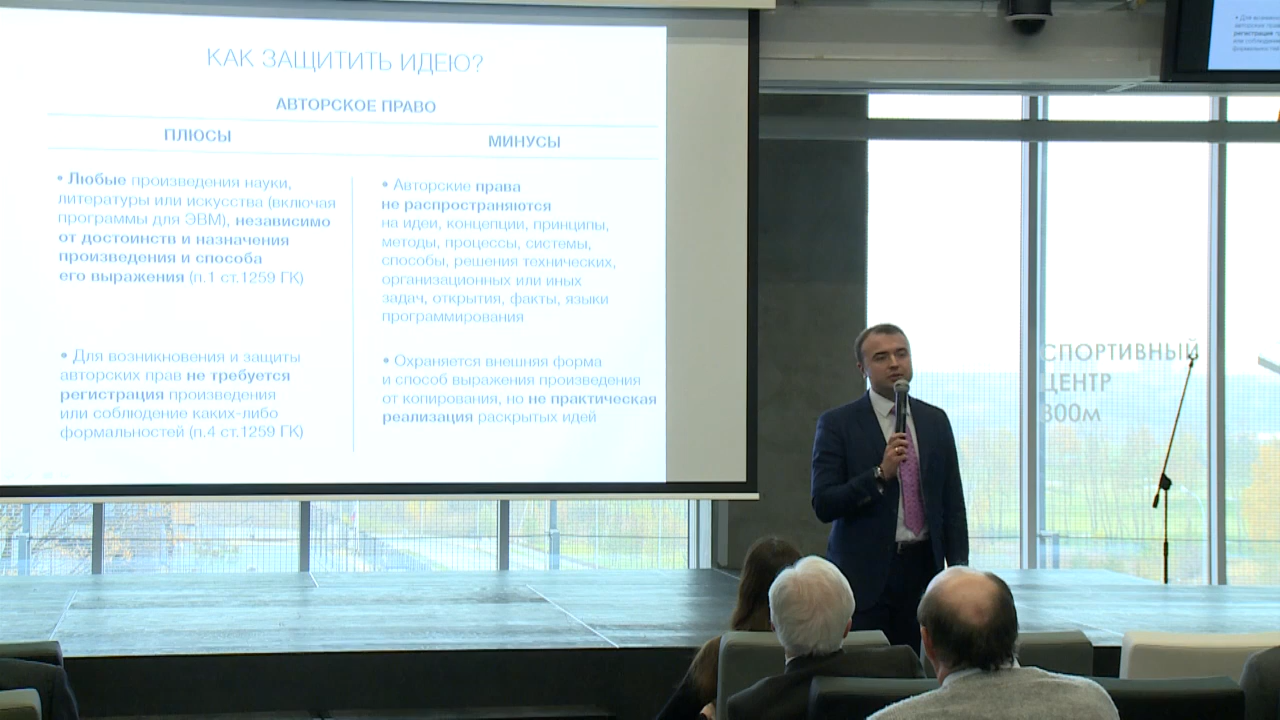 КАК ЗАЩИТИТЬ ИДЕЮ?
АВТОРСКОЕ ПРАВО
ПЛЮСЫ
• Любые произведения науки,
литературы или искусства (включая
программы для ЭВМ), независимо
от достоинств и назначения
произведения и способа
его выражения (п.1 ст.1259 ГК)
• Для возникновения и защиты
авторских прав не требуется
регистрация произведения
или соблюдение каких-либо
формальностей (п.4 ст.1259 ГК)
МИНУСЫ
• Авторские права
не распространяются
на идеи, концепции, принципы,
методы, процессы, системы,
способы, решения технических,
организационных или иных
задач, открытия, факты, языки
программирования
• Охраняется внешняя форма
и способ выражения произведения
от копирования, но не практическая
реализация раскрытых идей
СПОРТИВНЫЙ
ЦЕНТР
300м